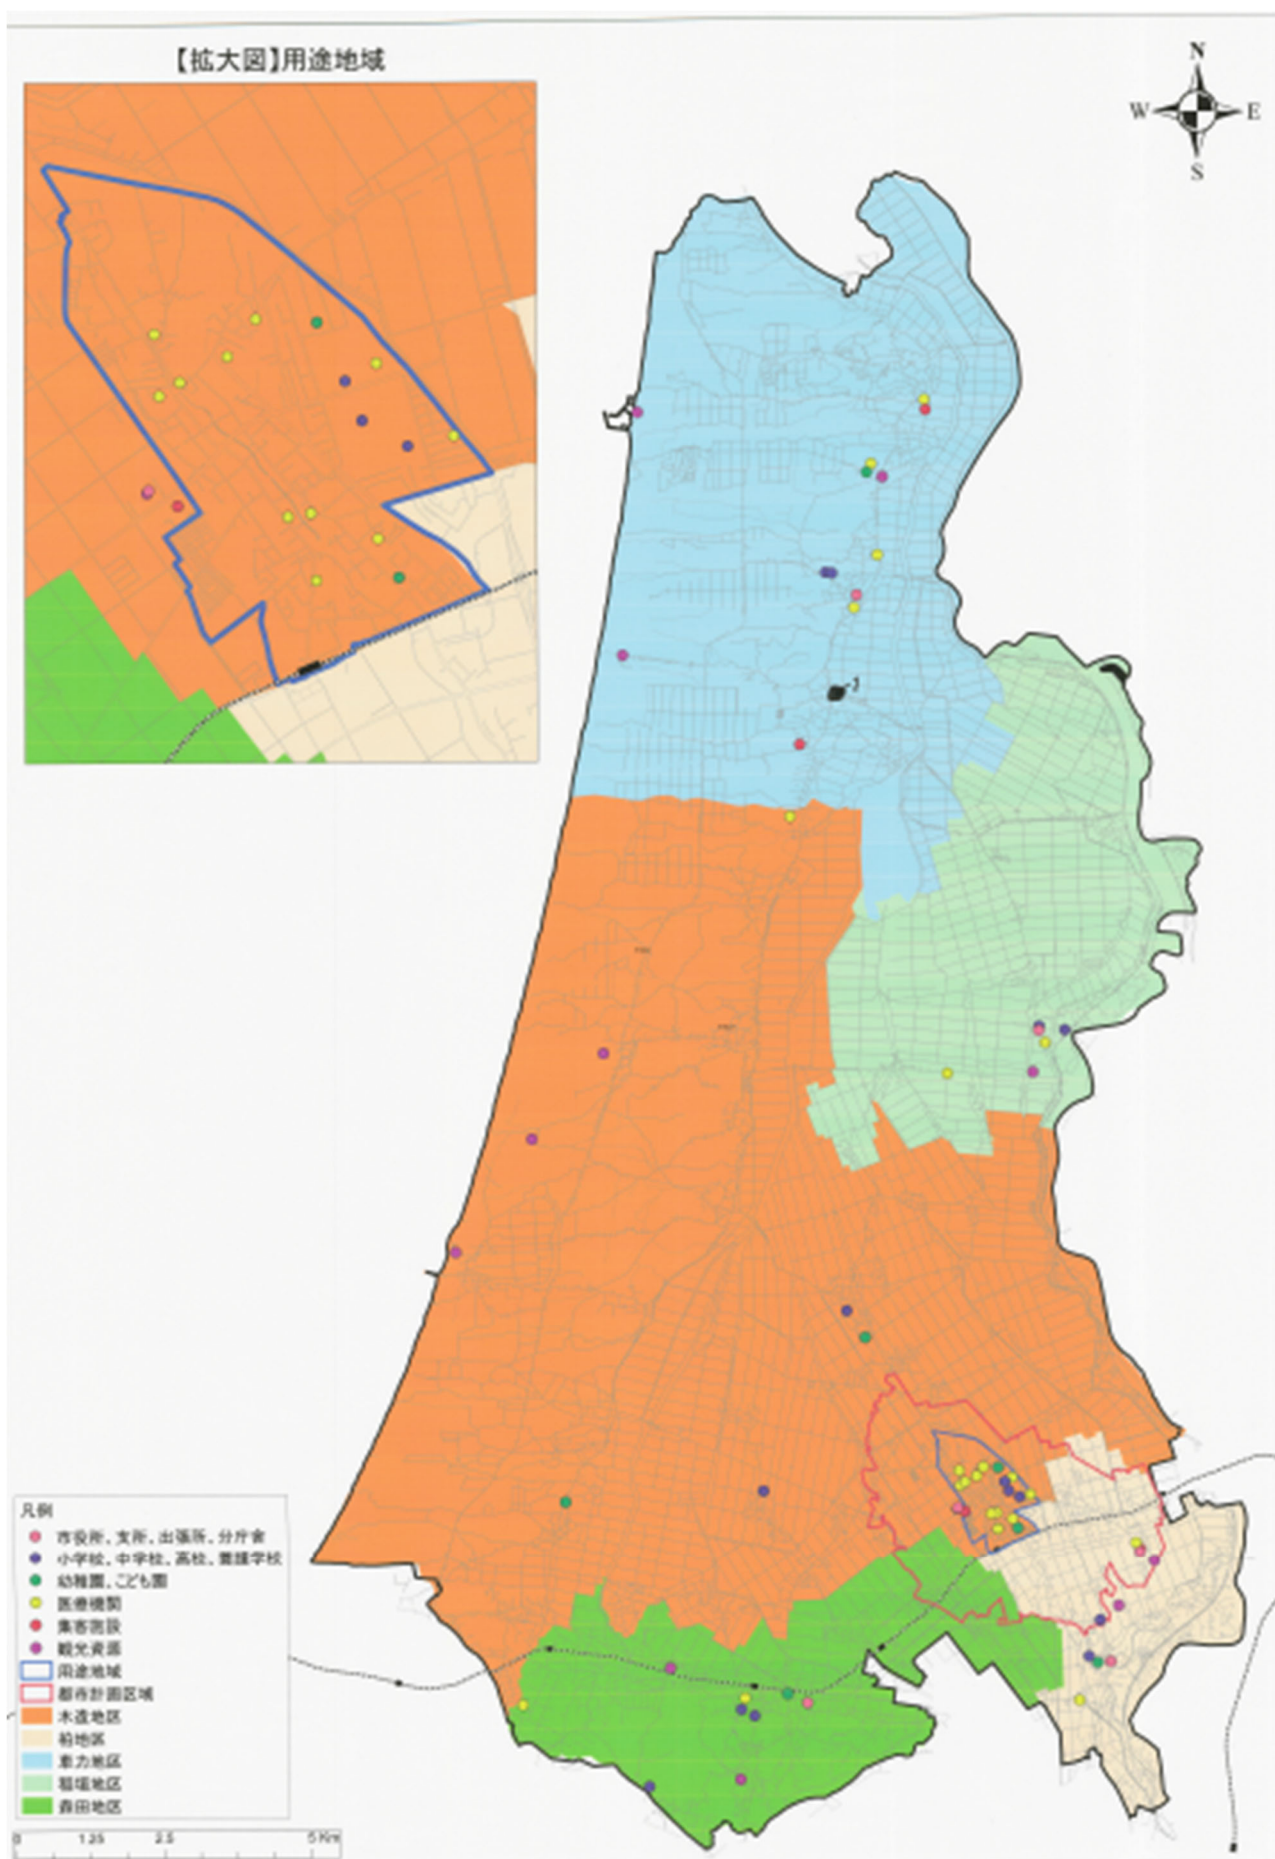 【拡大図】用途地域
N
W
E
S
凡例
市役所，支所，出張所，分庁舎
小学校，中学校，高校，養護学校
幼稚園，こども園
医療機関
集客施設
観光資源
用途地域
都市計画区域
木造地区
柏地区
車力地区
稲垣地区
森田地区
0 1.25 2.5 5 Km